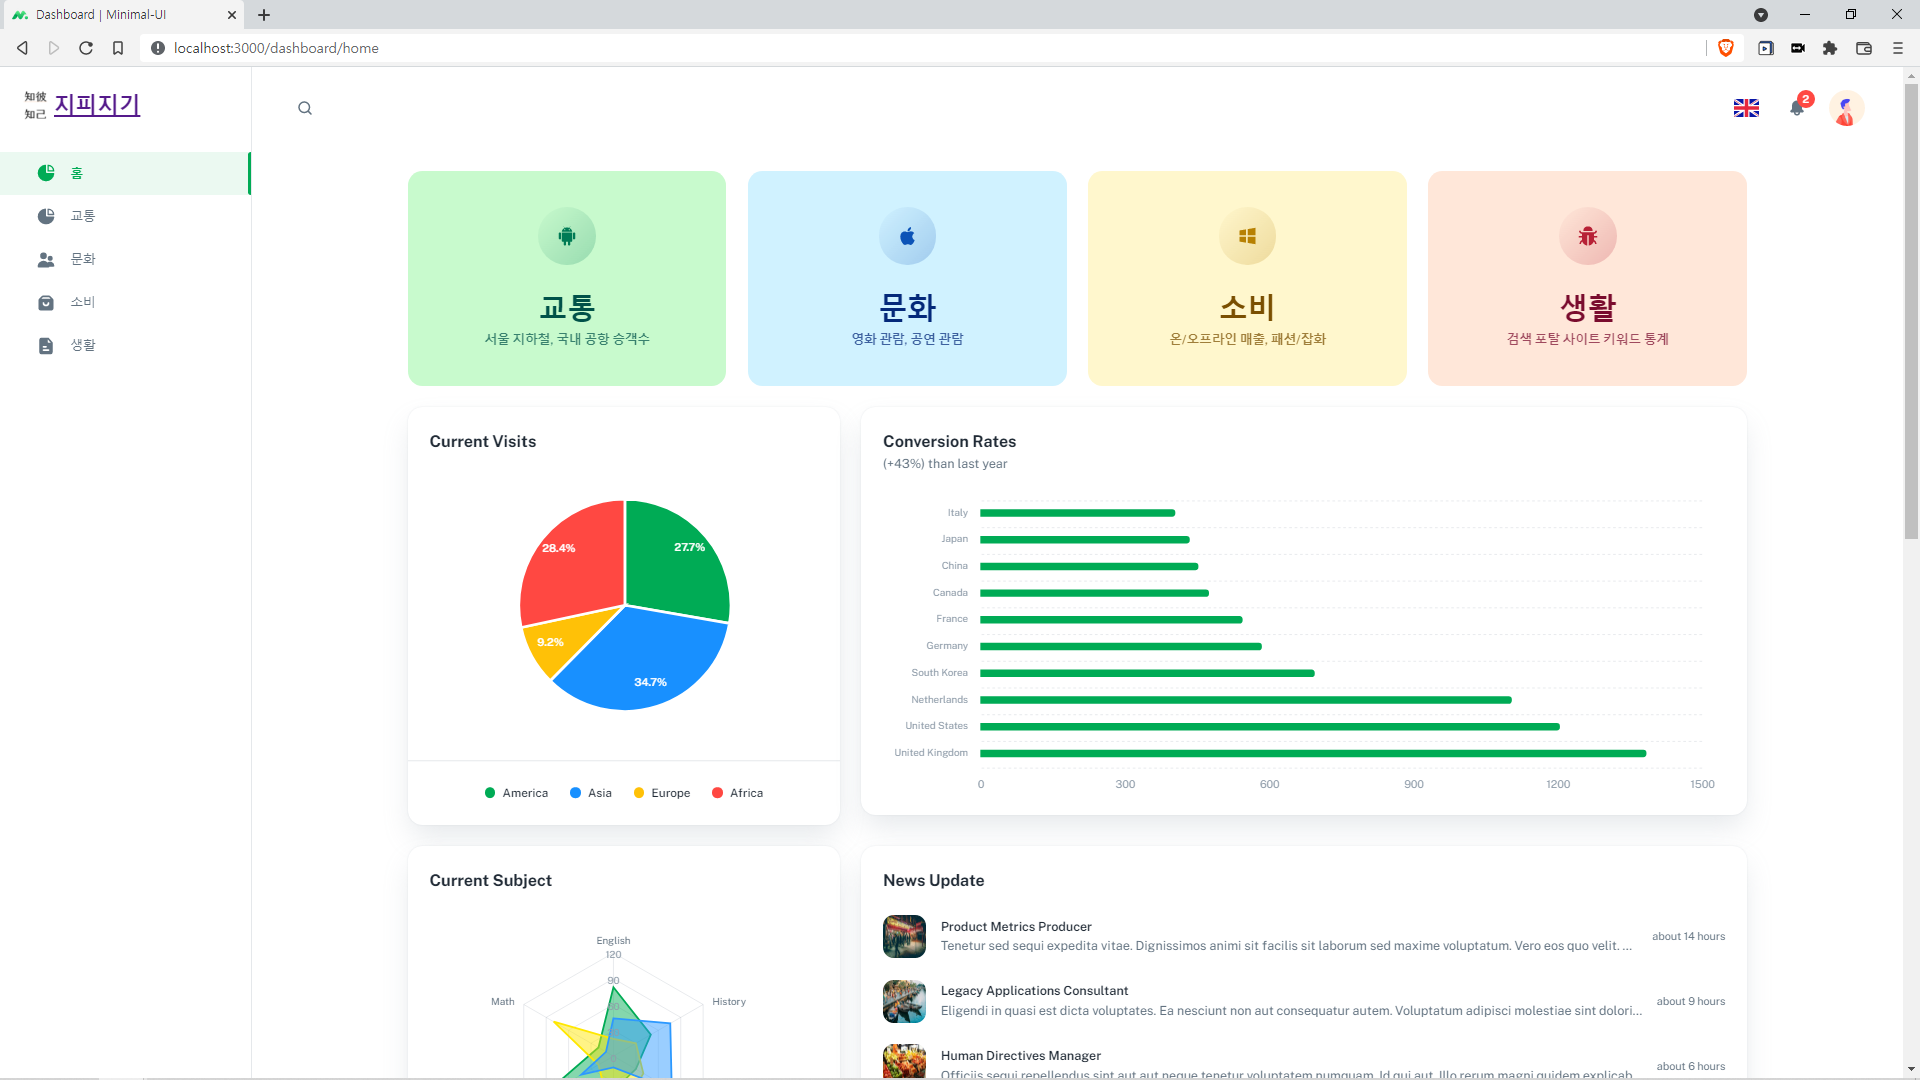 Dashboard | Minimal-UI
localhost:3000/dashboard/home
知彼
知己
지피지기
2
홈
교통
문화
소비
생활
교통
서울 지하철, 국내 공항 승객수
문화
영화 관람, 공연 관람
소비
온/오프라인 매출, 패션/잡화
생활
검색 포탈 사이트 키워드 통계
Current Visits
28.4%
27.7%
9.2%
34.7%
America
Asia
Europe
Africa
Conversion Rates
(+43%) than last year
Italy
Japan
China
Canada
France
Germany
South Korea
Netherlands
United States
United Kingdom
0
300
600
900
1200
1500
Current Subject
English
120
90
Math
History
News Update
Product Metrics Producer
Tenetur sed sequi expedita vitae. Dignissimos animi sit facilis sit laborum sed maxime voluptatum. Vero eos quo velit. ...
about 14 hours
Legacy Applications Consultant
Eligendi in quasi est dicta voluptates. Ea nesciunt non aut consequatur autem. Voluptatum adipisci molestiae sint dolori...
about 9 hours
Human Directives Manager
Officiis sequi repellendus sint aut aut neque tenetur voluptatem numquam. Id qui aut. Illo rerum magni quidem explicab...
about 6 hours